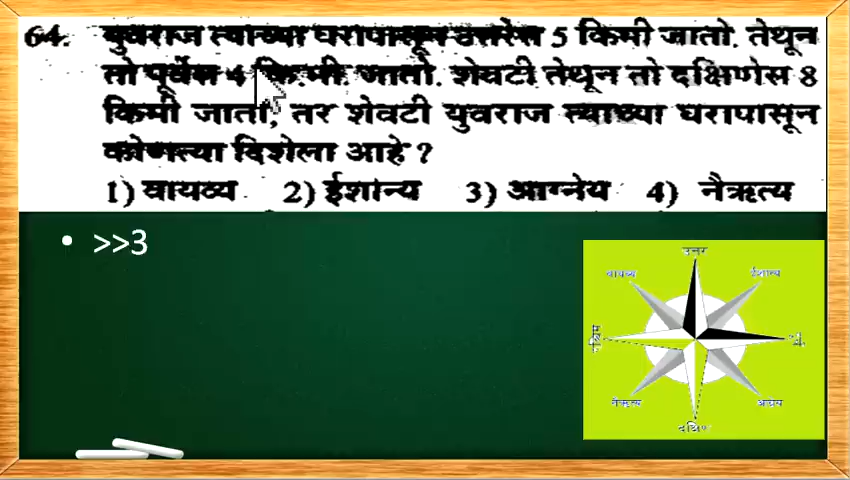 64. युवराज त्याच्या घरापासून उत्तरेस 5 किमी जातो. तेथून
तो पूर्वेस 4 कि.मी. जातो. शेवटी तेथून तो दक्षिणेस 8
किमी जातो, तर शेवटी युवराज त्याच्या घरापासून
कोणत्या दिशेला आहे ?
1) वायव्य 2) ईशान्य 3) आग्नेय 4) नैऋत्य
• >>3
उत्तर
वायव्य ईशान्य
नैऋत्य आग्नेय
दक्षिण